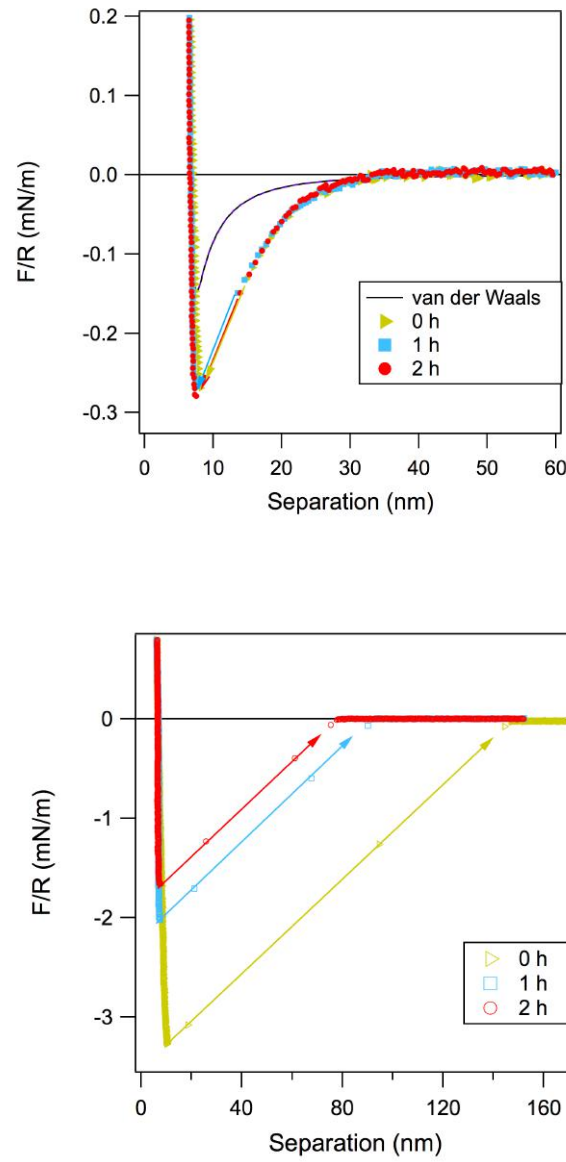 0.2
0.1
0.0
-0.1
-0.2
-0.3
F/R (mN/m)
van der Waals
0 h
1 h
2 h
0 10 20 30 40 50 60
Separation (nm)
0
-1
-2
-3
F/R (mN/m)
0 h
1 h
2 h
0 40 80 120 160
Separation (nm)